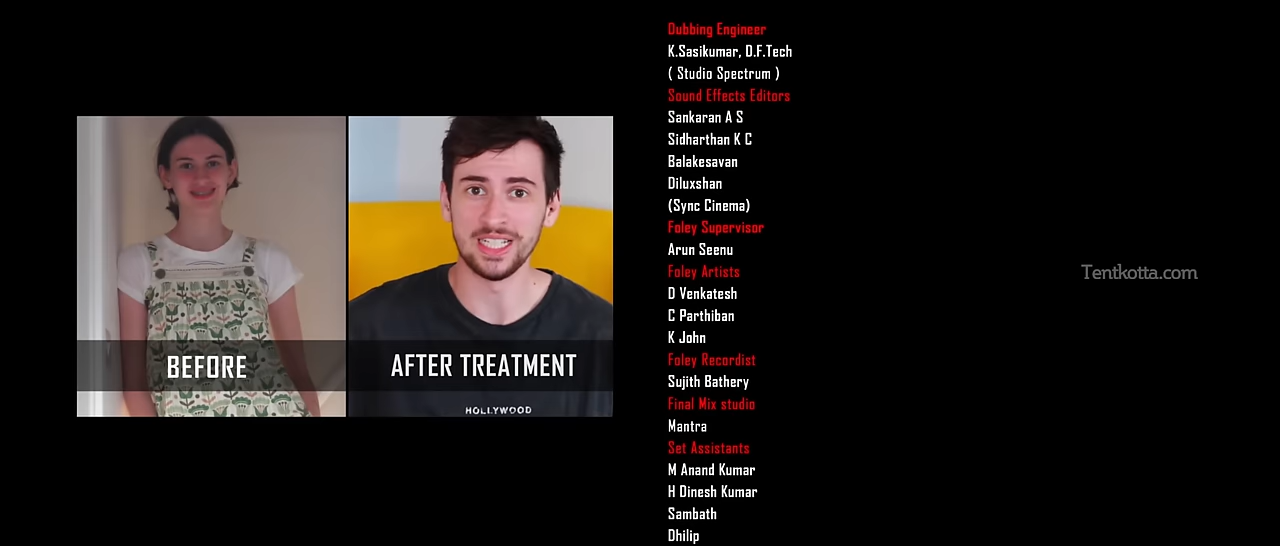 BEFORE
AFTER TREATMENT
HOLLYWOOD
Dubbing Engineer
K.Sasikumar, D.F.Tech
( Studio Spectrum )
Sound Effects Editors
Sankaran A S
Sidharthan K C
Balakesavan
Diluxshan
(Sync Cinema)
Foley Supervisor
Arun Seenu
Foley Artists
D Venkatesh
C Parthiban
K John
Foley Recordist
Sujith Bathery
Final Mix studio
Mantra
Set Assistants
M Anand Kumar
H Dinesh Kumar
Sambath
Dhilip
Tentkotta.com